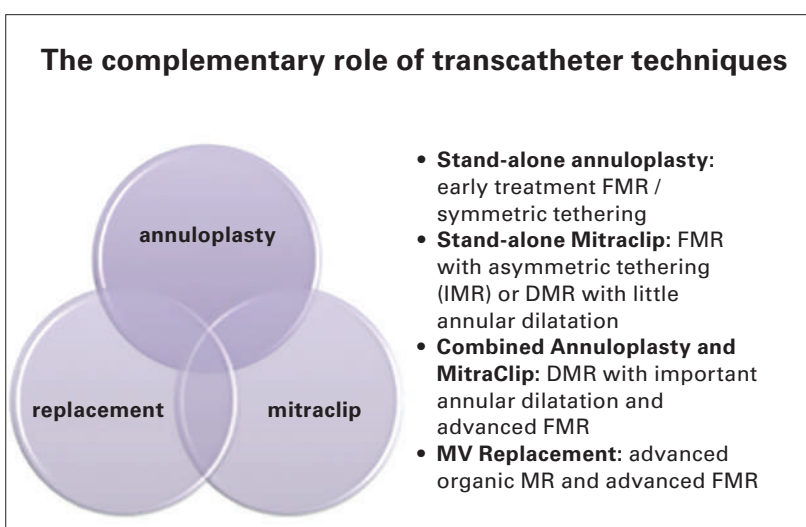 The complementary role of transcatheter techniques
annuloplasty
replacement
mitraclip
• Stand-alone annuloplasty:
early treatment FMR /
symmetric tethering
• Stand-alone Mitraclip: FMR
with asymmetric tethering
(IMR) or DMR with little
annular dilatation
• Combined Annuloplasty and
MitraClip: DMR with important
annular dilatation and
advanced FMR
• MV Replacement: advanced
organic MR and advanced FMR